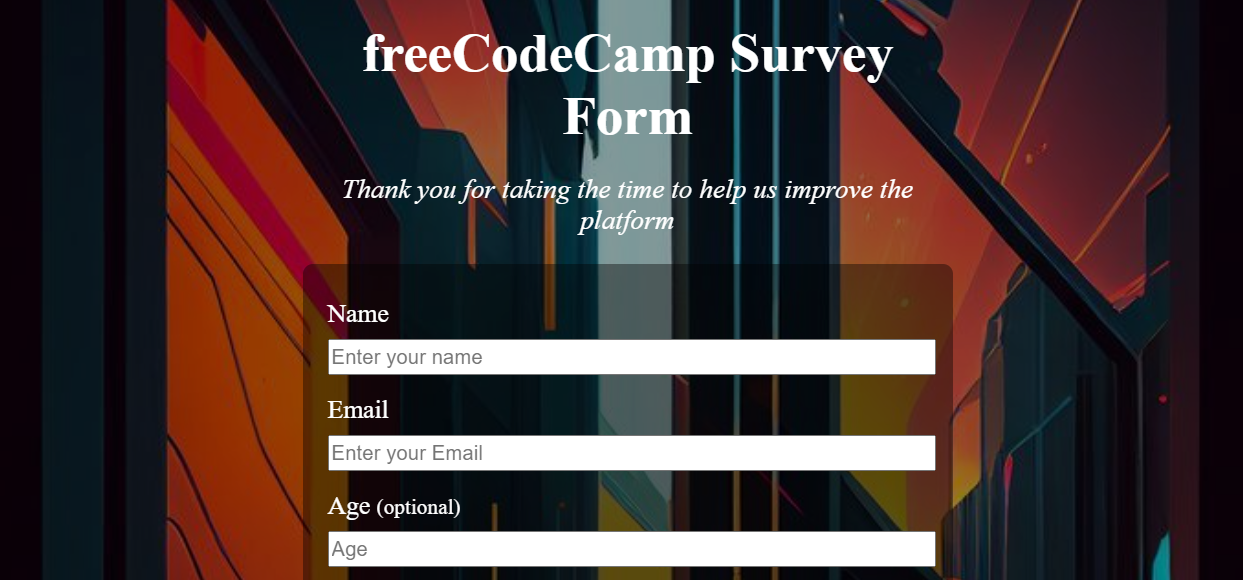 freeCodeCamp Survey
Form
Thank you for taking the time to help us improve the
platform
Name
Enter your name
Email
Enter your Email
Age (optional)
Age